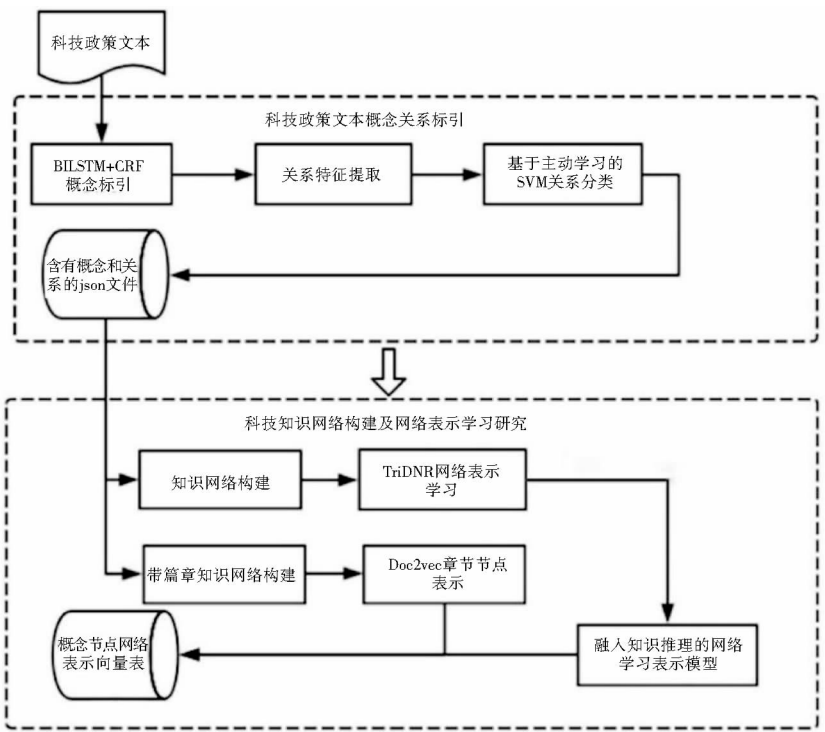 科技政策文本
科技政策文本概念关系标引
BILSTM+CRF
概念标引
关系特征提取
基于主动学习的
SVM关系分类
含有概念和关
系的json文件
科技知识网络构建及网络表示学习研究
知识网络构建
TriDNR网络表示
学习
带篇章知识网络构建
Doc2vec章节节点
表示
概念节点网络
表示向量表
融入知识推理的网络
学习表示模型